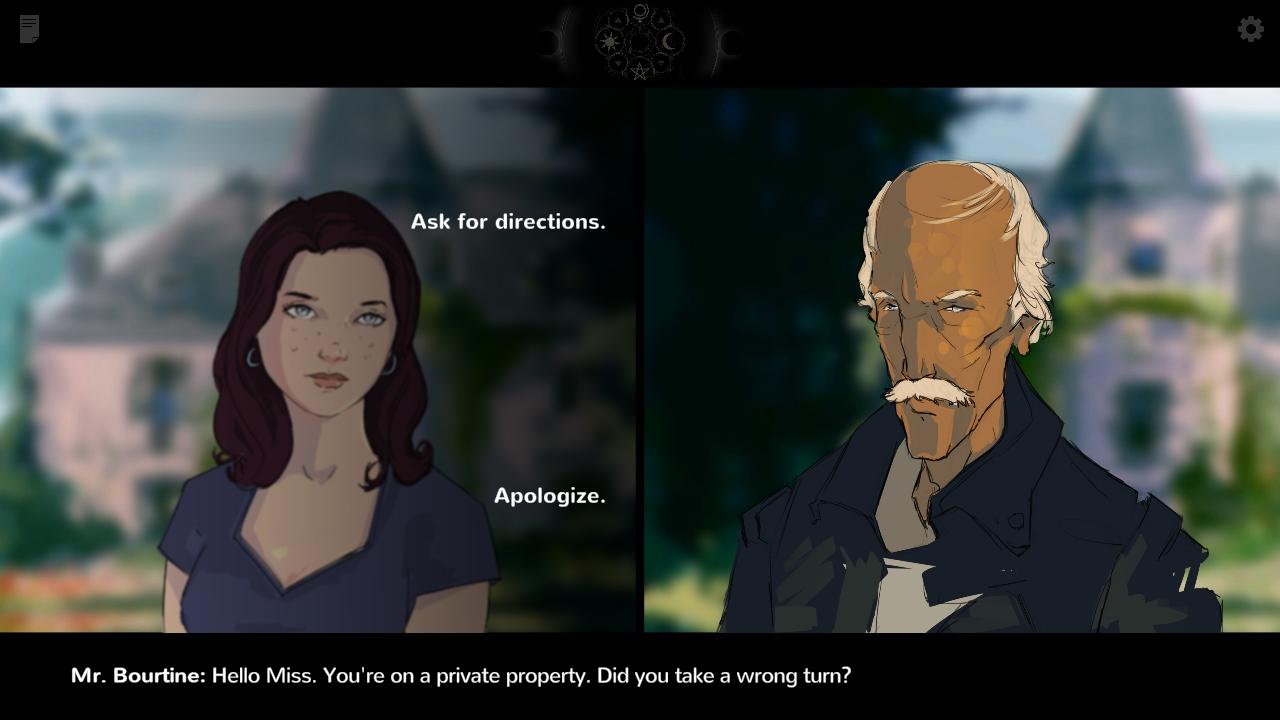 Ask for directions.
Apologize.
Mr. Bourtine: Hello Miss. You're on a private property. Did you take a wrong turn?